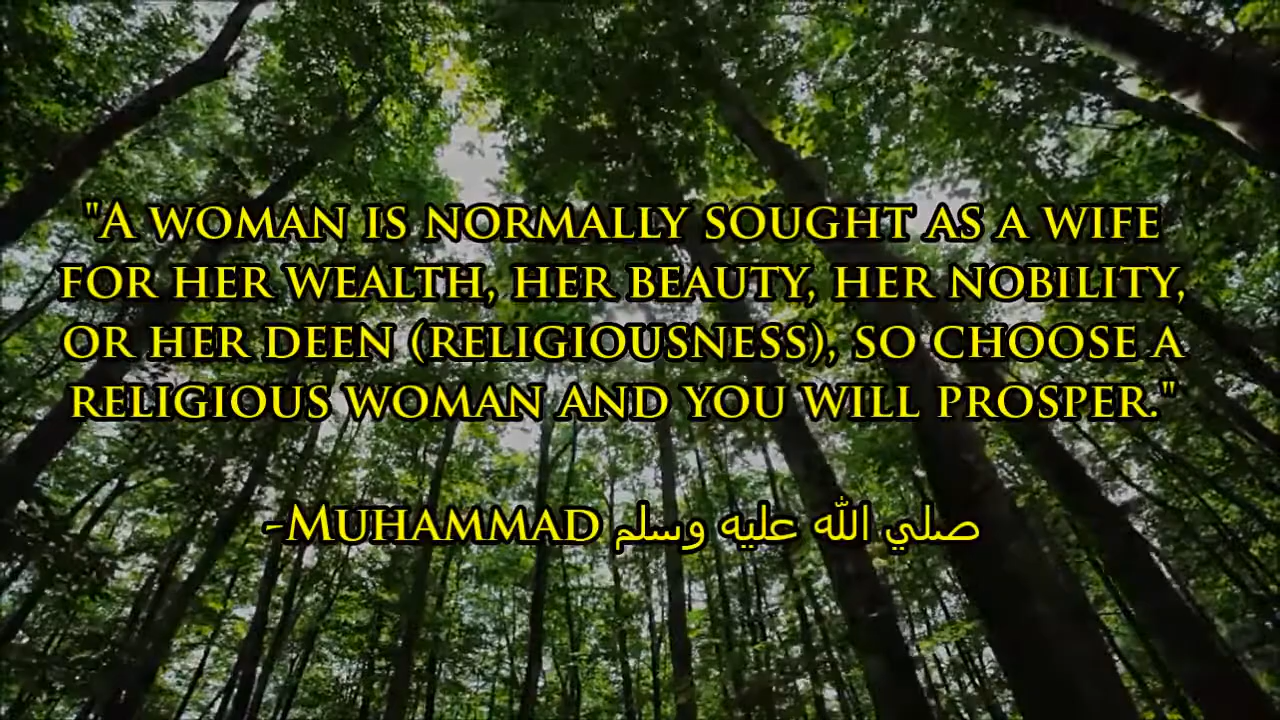 "A WOMAN IS NORMALLY SOUGHT AS A WIFE
FOR HER WEALTH, HER BEAUTY, HER NOBILITY,
OR HER DEEN (RELIGIOUSNESS), SO CHOOSE A
RELIGIOUS WOMAN AND YOU WILL PROSPER."
-MUHAMMAD صلي الله عليه وسلم